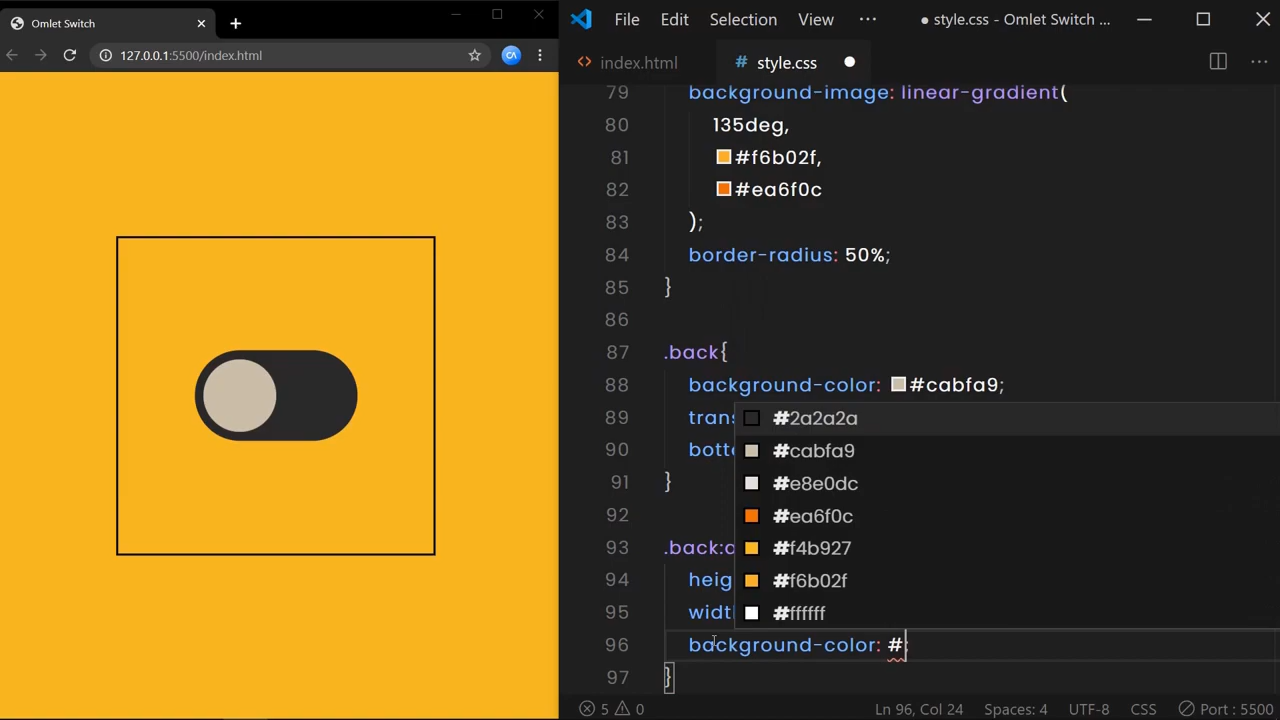 Omlet Switch
127.0.0.1:5500/index.html
File Edit Selection View ··· ● style.css - Omlet Switch ...
<> index.html # style.css
79 background-image: linear-gradient(
80 135deg,
81 #f6b02f,
82 #ea6f0c
83 );
84 border-radius: 50%;
85 }
86
87 .back{
88 background-color: #cabfa9;
89 trans
90 botto
91 }
92
93 .back:a
94 heig
95 width
96 background-color: #;
97 }
#2a2a2a
#cabfa9
#e8e0dc
#ea6f0c
#f4b927
#f6b02f
#ffffff
5 0 Ln 96, Col 24 Spaces: 4 UTF-8 CSS Port : 5500